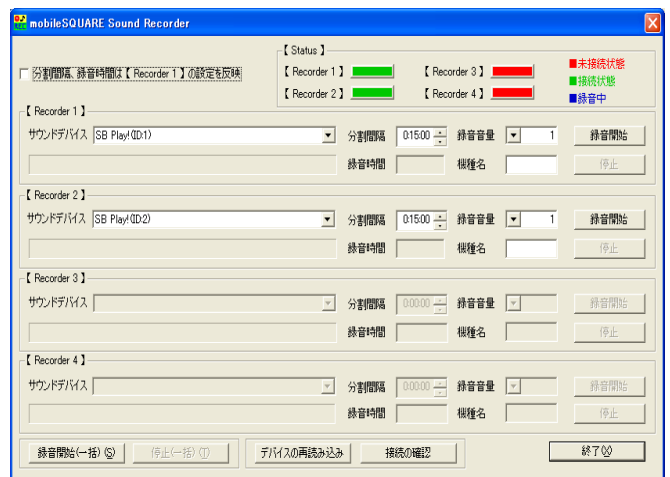 mobileSQUARE Sound Recorder
分割間隔、録音時間は【 Recorder 1 】の設定を反映
【 Status 】
【 Recorder 1 】 【 Recorder 3 】 ■未接続状態
【 Recorder 2 】 【 Recorder 4 】 ■接続状態
■録音中
【 Recorder 1 】
サウンドデバイス SB Play!(ID:1) 分割間隔 0:15:00 録音音量 1 録音開始
録音時間 機種名 停止
【 Recorder 2 】
サウンドデバイス SB Play!(ID:2) 分割間隔 0:15:00 録音音量 1 録音開始
録音時間 機種名 停止
【 Recorder 3 】
サウンドデバイス 分割間隔 0:00:00 録音音量 録音開始
録音時間 機種名 停止
【 Recorder 4 】
サウンドデバイス 分割間隔 0:00:00 録音音量 録音開始
録音時間 機種名 停止
録音開始(一括) (S) 停止(一括) (T) デバイスの再読み込み 接続の確認 終了(X)